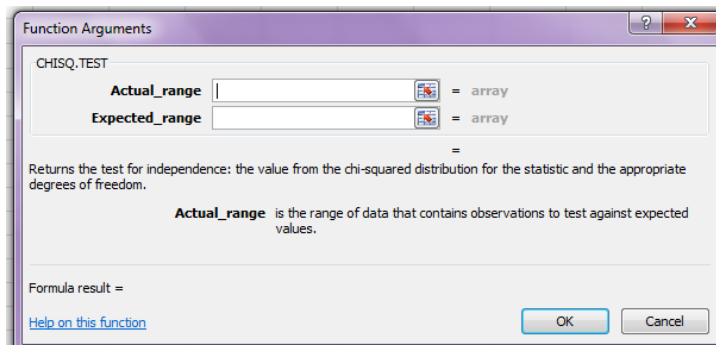 Function Arguments
?
X
CHISQ.TEST
Actual_range = array
Expected_range = array
=
Returns the test for independence: the value from the chi-squared distribution for the statistic and the appropriate
degrees of freedom.
Actual_range is the range of data that contains observations to test against expected
values.
Formula result =
Help on this function
OK
Cancel